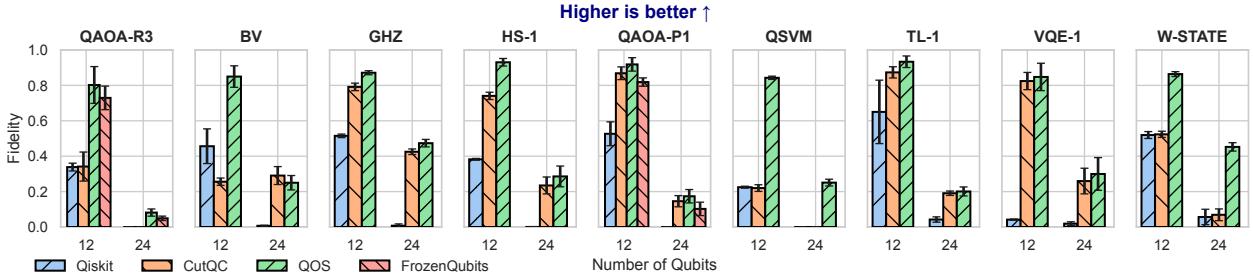 Higher is better ↑
QAOA-R3 BV GHZ HS-1 QAOA-P1 QSVM TL-1 VQE-1 W-STATE
Fidelity
1.0
0.8
0.6
0.4
0.2
0.0
12 24 12 24 12 24 12 24 12 24 12 24 12 24 12 24 12 24
Qiskit CutQC QOS FrozenQubits Number of Qubits